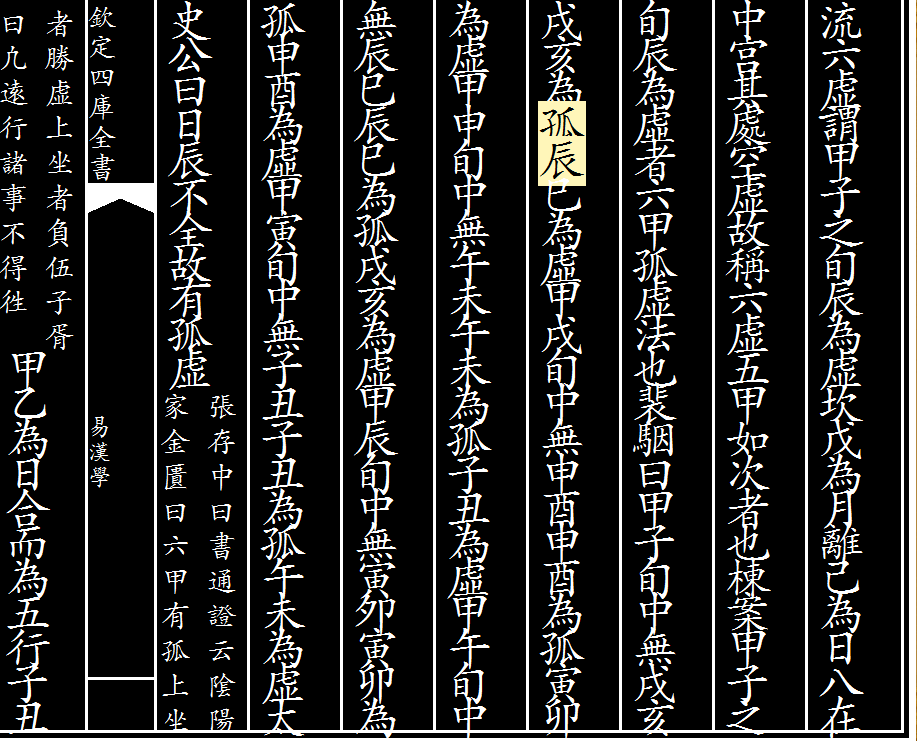 流六虛謂甲子之旬辰為虛坎戊為月離己為日八在
中宮其處空虛故稱六虛五甲如次者也棟案甲子之
旬辰為虛者六甲孤虛法也裴駰曰甲子旬中無戌亥
戌亥為孤辰巳為虛甲戌旬中無申酉申酉為孤寅卯
為虛甲申旬中無午未午未為孤子丑為虛甲午旬中
無辰巳辰巳為孤戌亥為虛甲辰旬中無寅夘寅卯為
孤申酉為虛甲寅旬中無子丑子丑為孤午未為虛太
史公曰日辰不全故有孤虛
張存中曰書通證云陰陽
家金匱曰六甲有孤上坐
欽定四庫全書
易漢學
者勝虛上坐者負伍子胥
曰凡遠行諸事不得徃
甲乙為日合而為五行子丑